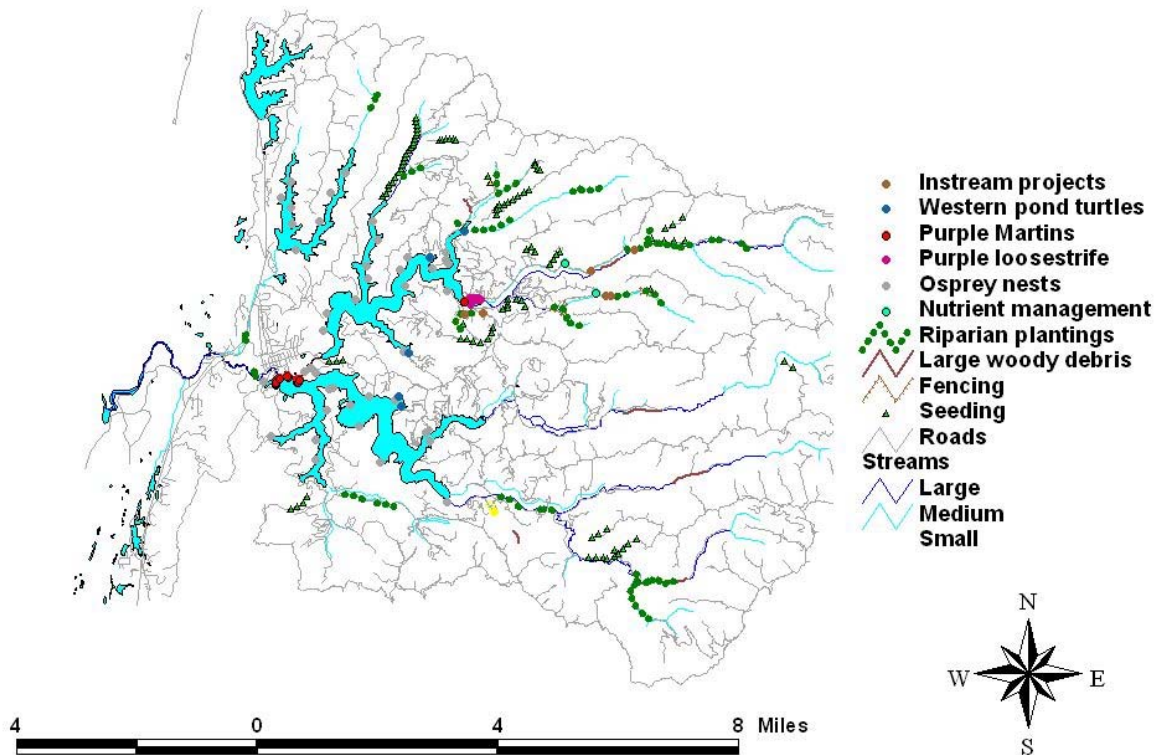 Instream projects
Western pond turtles
Purple Martins
Purple loosestrife
Osprey nests
Nutrient management
Riparian plantings
Large woody debris
Fencing
Seeding
Roads
Streams
Large
Medium
Small
N
W E
S
4 0 4 8 Miles